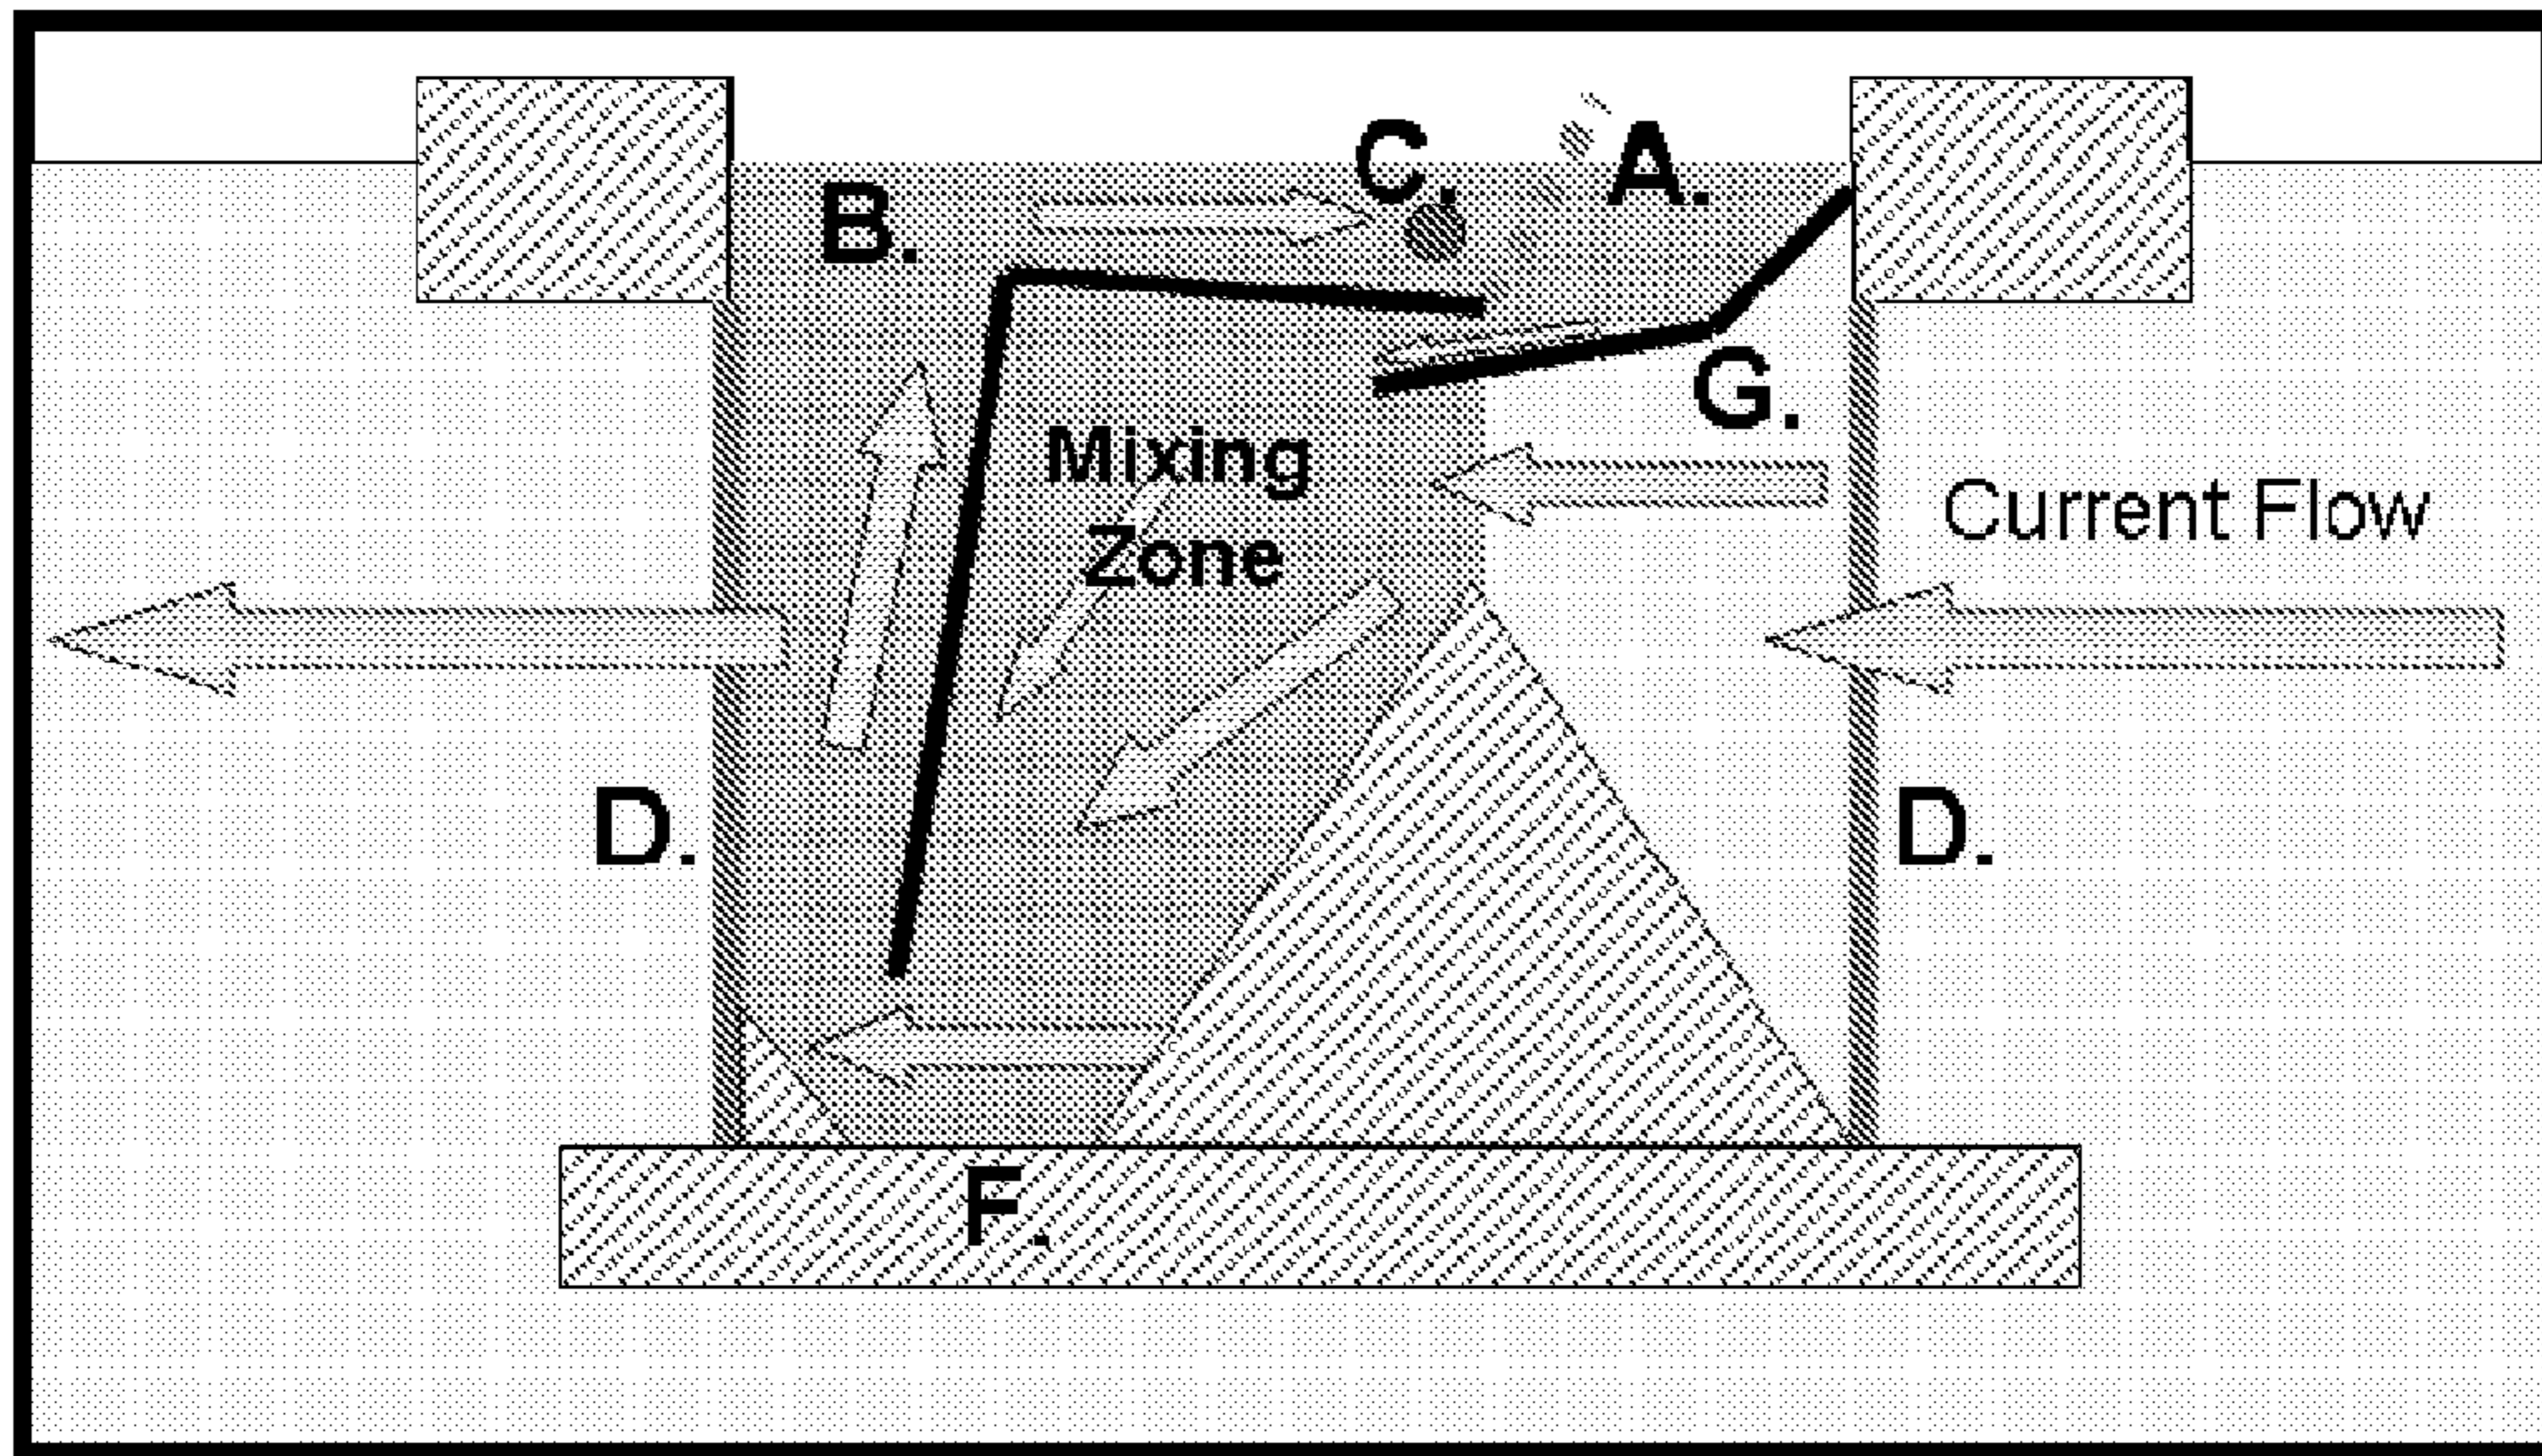 C.
A.
B.
G.
Mixing
Zone
Current Flow
D.
D.
F.